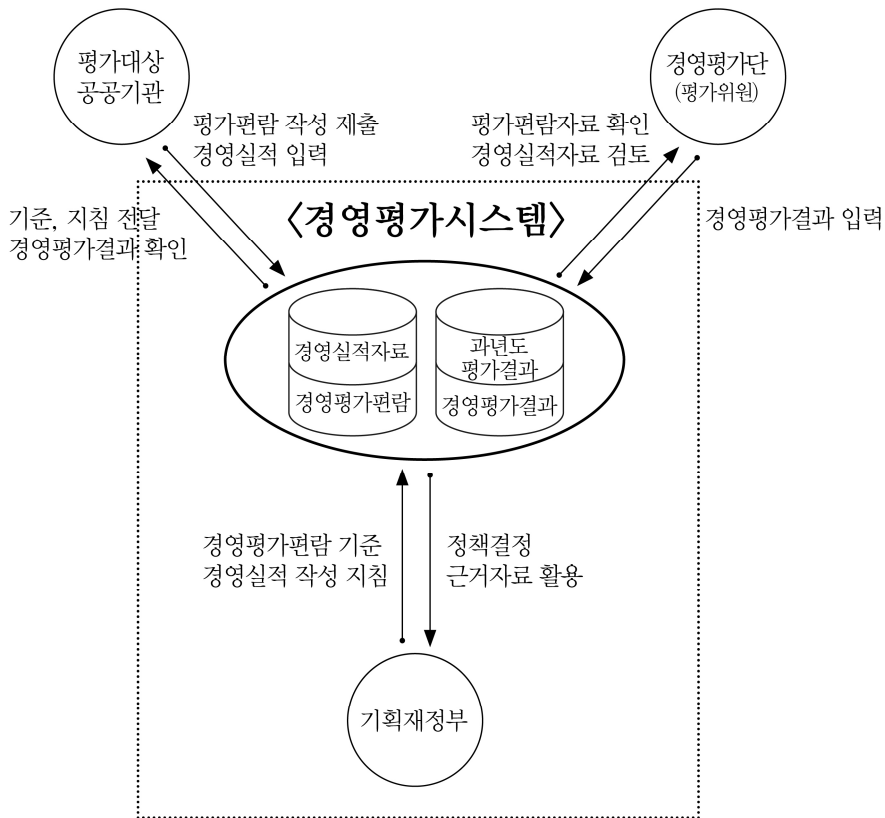 평가대상
공공기관
경영평가단
(평가위원)
평가편람 작성 제출
경영실적 입력
평가편람자료 확인
경영실적자료 검토
기준, 지침 전달
경영평가결과 확인
〈경영평가시스템〉
경영평가결과 입력
경영실적자료
경영평가편람
과년도
평가결과
경영평가결과
경영평가편람 기준
경영실적 작성 지침
정책결정
근거자료 활용
기획재정부